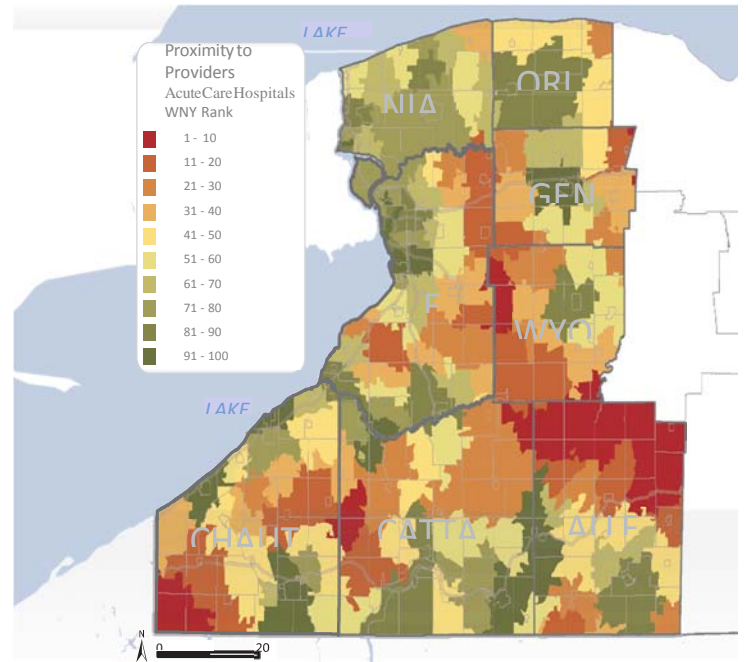 LAKE
Proximity to
Providers
AcuteCareHospitals
WNY Rank
1 - 10
11 - 20
21 - 30
31 - 40
41 - 50
51 - 60
61 - 70
71 - 80
81 - 90
91 - 100
NIA
ORL
GEN
E
WYO
LAKE
CHAUT
CATTA
ALLE
N
0
20